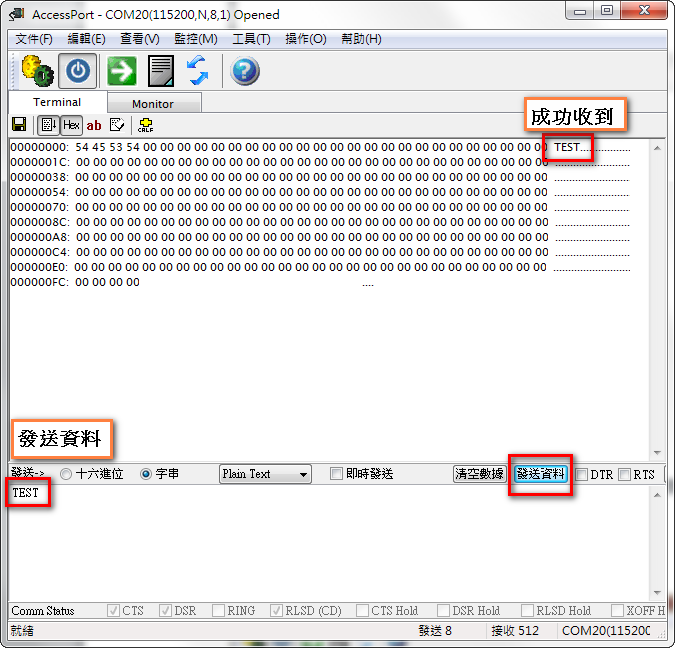 AccessPort - COM20(115200,N,8,1) Opened
文件(F) 編輯(E) 查看(V) 監控(M) 工具(T) 操作(O) 幫助(H)
Terminal Monitor
Hex ab CRLF
成功收到
00000000: 54 45 53 54 00 00 00 00 00 00 00 00 00 00 00 00 00 00 00 00 00 00 00 00 00 00 00 00 TEST........................
0000001C: 00 00 00 00 00 00 00 00 00 00 00 00 00 00 00 00 00 00 00 00 00 00 00 00 00 00 00 00 ............................
00000038: 00 00 00 00 00 00 00 00 00 00 00 00 00 00 00 00 00 00 00 00 00 00 00 00 00 00 00 00 ............................
00000054: 00 00 00 00 00 00 00 00 00 00 00 00 00 00 00 00 00 00 00 00 00 00 00 00 00 00 00 00 ............................
00000070: 00 00 00 00 00 00 00 00 00 00 00 00 00 00 00 00 00 00 00 00 00 00 00 00 00 00 00 00 ............................
0000008C: 00 00 00 00 00 00 00 00 00 00 00 00 00 00 00 00 00 00 00 00 00 00 00 00 00 00 00 00 ............................
000000A8: 00 00 00 00 00 00 00 00 00 00 00 00 00 00 00 00 00 00 00 00 00 00 00 00 00 00 00 00 ............................
000000C4: 00 00 00 00 00 00 00 00 00 00 00 00 00 00 00 00 00 00 00 00 00 00 00 00 00 00 00 00 ............................
000000E0: 00 00 00 00 00 00 00 00 00 00 00 00 00 00 00 00 00 00 00 00 00 00 00 00 00 00 00 00 ............................
000000FC: 00 00 00 00 ....
發送資料
發送-> 十六進位 字串 Plain Text 即時發送 清空數據 發送資料 DTR RTS
TEST
Comm Status CTS DSR RING RLSD (CD) CTS Hold DSR Hold RLSD Hold XOFF H
就緒 發送 8 接收 512 COM20(115200